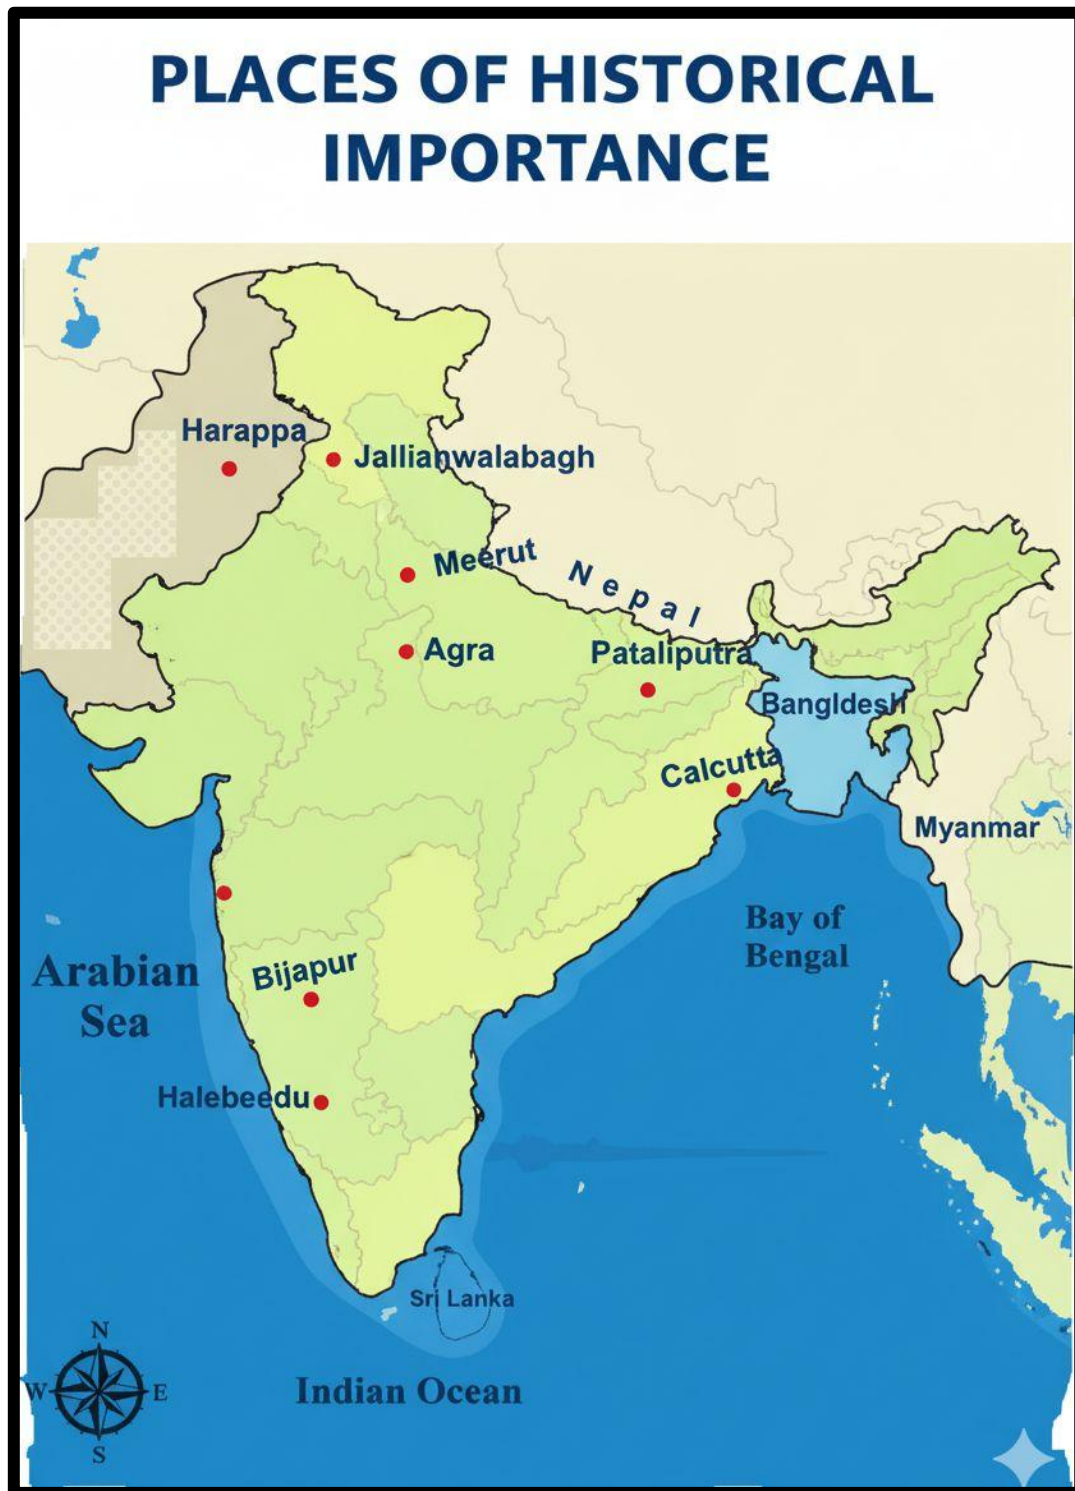 PLACES OF HISTORICAL
IMPORTANCE
Harappa
Jallianwalabagh
Meerut
Nepal
Agra
Pataliputra
Bangldesh
Calcutta
Myanmar
Bay of
Bengal
Arabian
Sea
Bijapur
Halebeedu
Sri Lanka
N
W
E
S
Indian Ocean